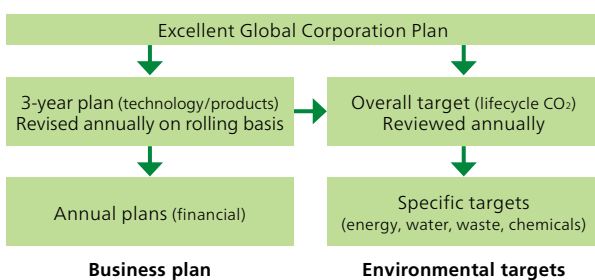 Excellent Global Corporation Plan
3-year plan (technology/products)
Revised annually on rolling basis
Overall target (lifecycle CO₂)
Reviewed annually
Annual plans (financial)
Specific targets
(energy, water, waste, chemicals)
Business plan
Environmental targets